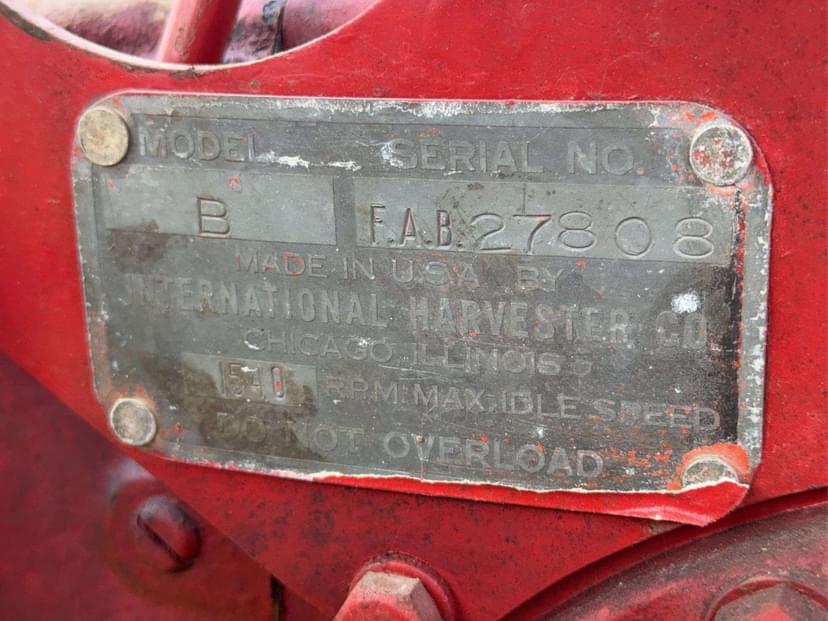 MODEL SERIAL NO.
B F.A.B. 27808
MADE IN U.S.A. BY
INTERNATIONAL HARVESTER CO.
CHICAGO, ILLINOIS
1540 R.P.M. MAX. IDLE SPEED
DO NOT OVERLOAD